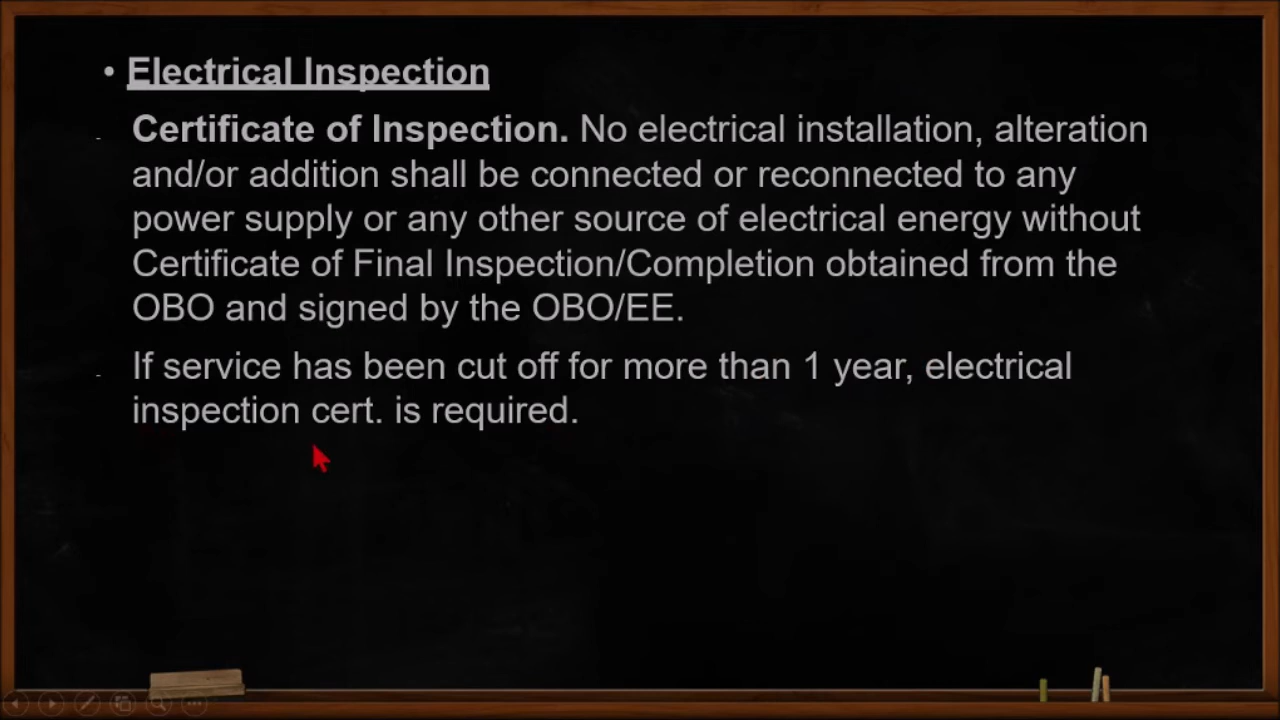 • Electrical Inspection
- Certificate of Inspection. No electrical installation, alteration
and/or addition shall be connected or reconnected to any
power supply or any other source of electrical energy without
Certificate of Final Inspection/Completion obtained from the
OBO and signed by the OBO/EE.
- If service has been cut off for more than 1 year, electrical
inspection cert. is required.